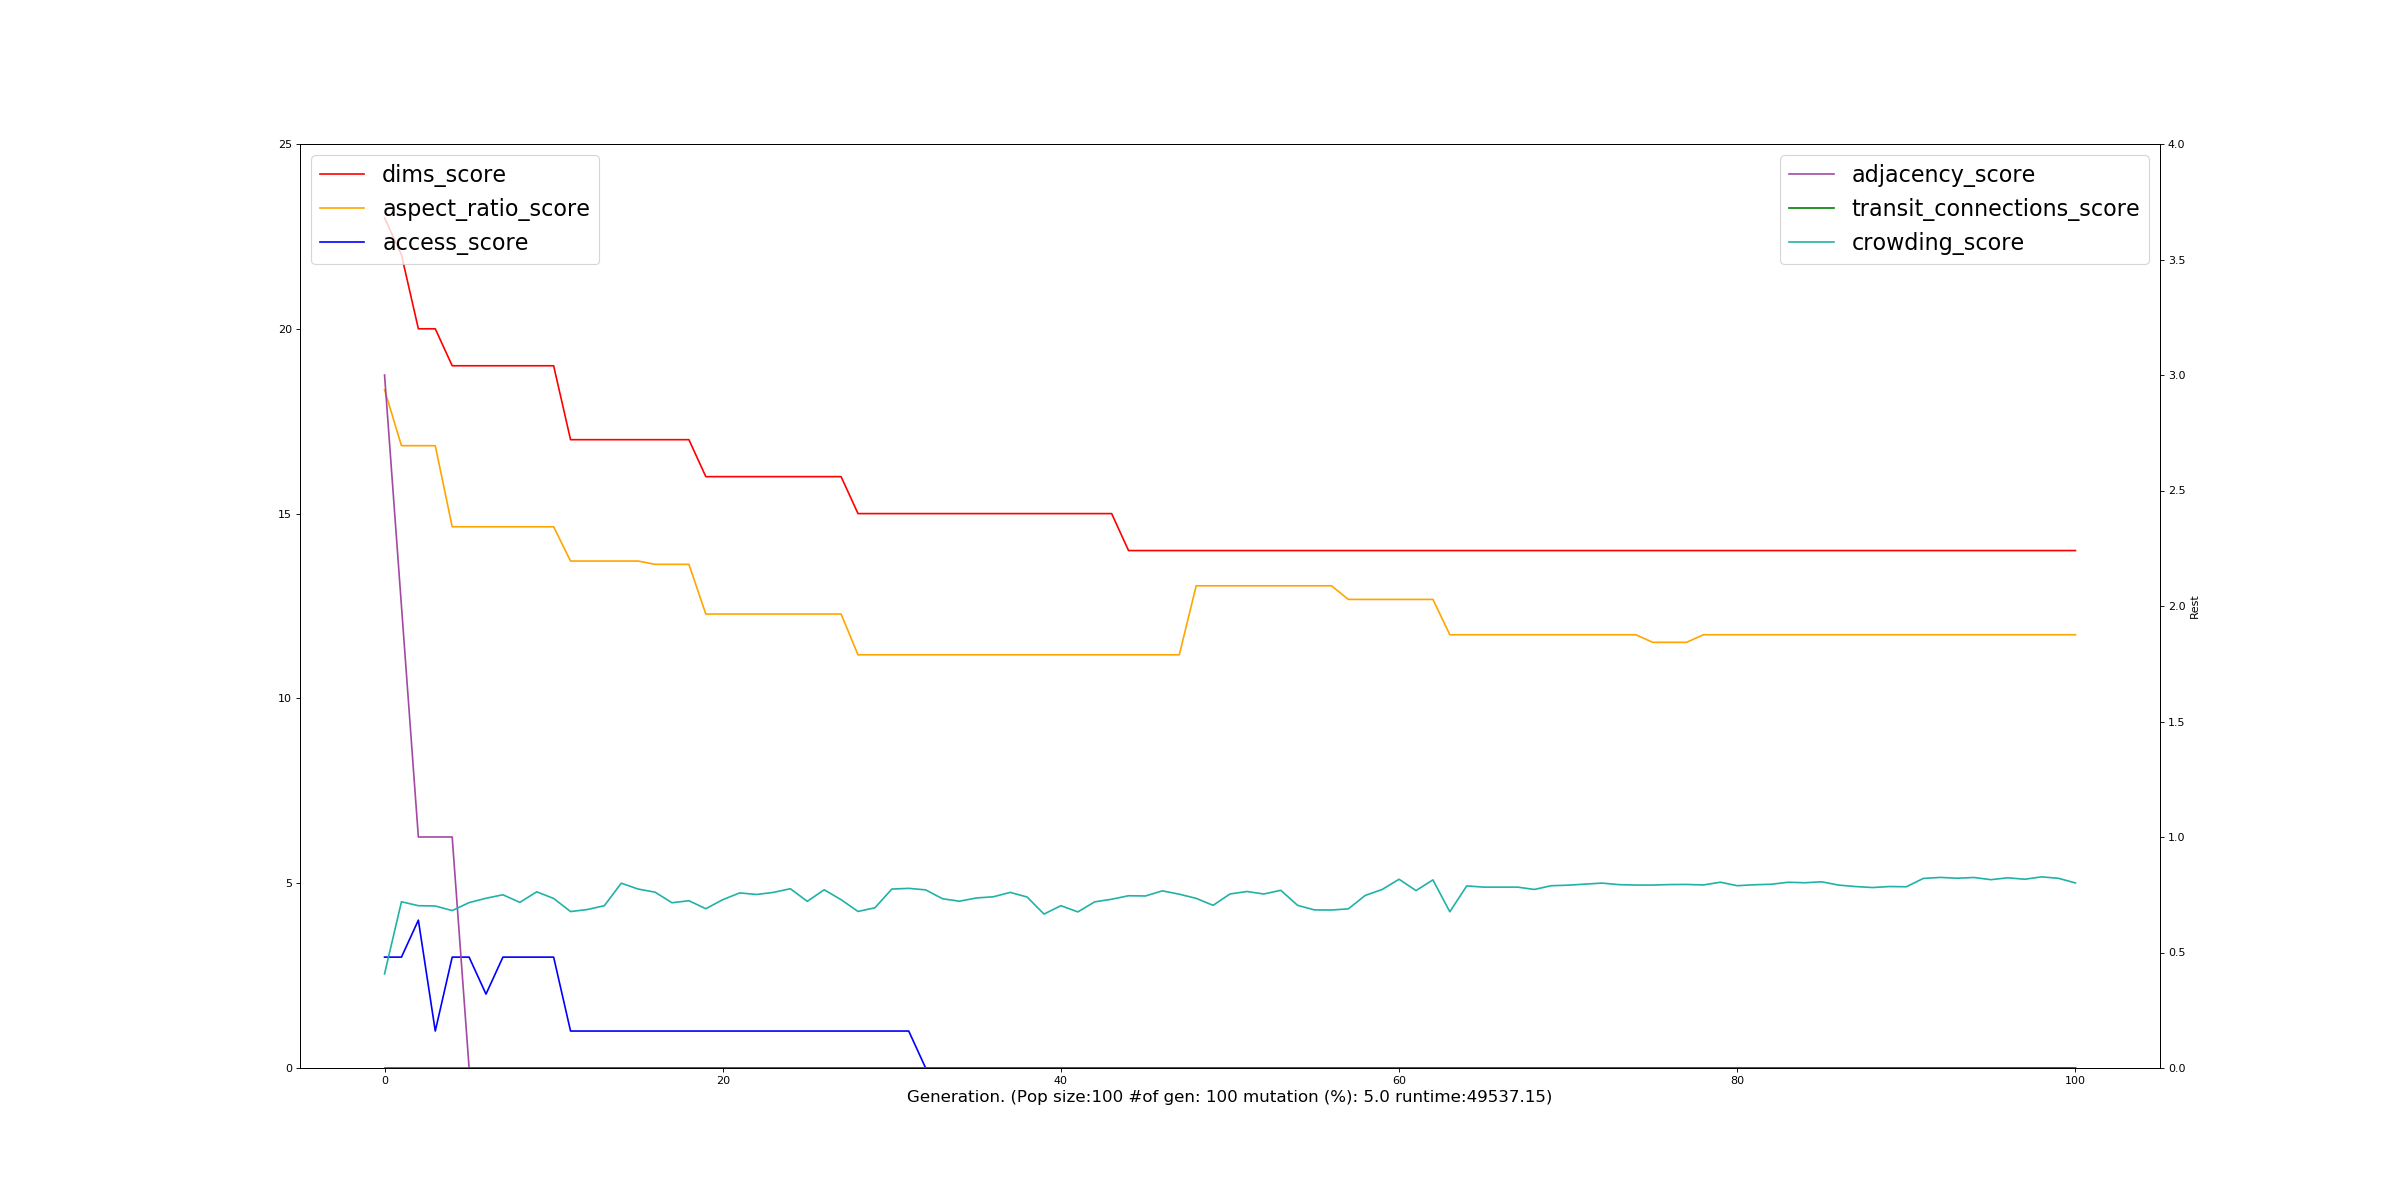 25
20
15
10
5
0
dims_score
aspect_ratio_score
access_score
adjacency_score
transit_connections_score
crowding_score
4.0
3.5
3.0
2.5
2.0
1.5
1.0
0.5
0.0
Rest
0 20 40 60 80 100
Generation. (Pop size:100 #of gen: 100 mutation (%): 5.0 runtime:49537.15)